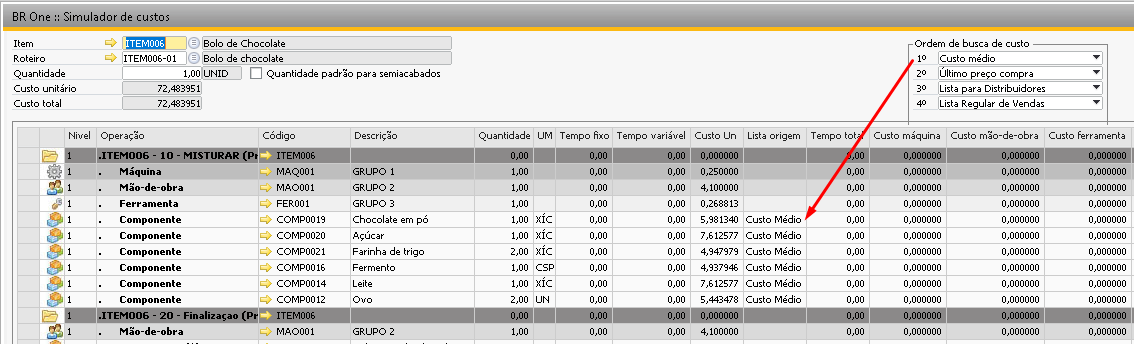 BR One :: Simulador de custos
Item ITEM006 Bolo de Chocolate
Roteiro ITEM006-01 Bolo de chocolate
Quantidade 1,00 UNID Quantidade padrão para semiacabados
Custo unitário 72,483951
Custo total 72,483951
Ordem de busca de custo
1º Custo médio
2º Último preço compra
3º Lista para Distribuidores
4º Lista Regular de Vendas
Nivel Operação Código Descrição Quantidade UM Tempo fixo Tempo variável Custo Un Lista origem Tempo total Custo máquina Custo mão-de-obra Custo ferramenta
1 .ITEM006 - 10 - MISTURAR (Pr ITEM006 0,00 0,00 0,00 0,000000 0,00 0,000000 0,000000 0,000000
1 . Máquina MAQ001 GRUPO 1 1,00 0,00 0,00 0,250000 0,00 0,000000 0,000000 0,000000
1 . Mão-de-obra MAO001 GRUPO 2 1,00 0,00 0,00 4,100000 0,00 0,000000 0,000000 0,000000
1 . Ferramenta FER001 GRUPO 3 1,00 0,00 0,00 0,268813 0,00 0,000000 0,000000 0,000000
1 . Componente COMP0019 Chocolate em pó 1,00 XÍC 0,00 0,00 5,981340 Custo Médio 0,00 0,000000 0,000000 0,000000
1 . Componente COMP0020 Açúcar 1,00 XÍC 0,00 0,00 7,612577 Custo Médio 0,00 0,000000 0,000000 0,000000
1 . Componente COMP0021 Farinha de trigo 2,00 XÍC 0,00 0,00 4,947979 Custo Médio 0,00 0,000000 0,000000 0,000000
1 . Componente COMP0016 Fermento 1,00 CSP 0,00 0,00 4,937946 Custo Médio 0,00 0,000000 0,000000 0,000000
1 . Componente COMP0014 Leite 1,00 XÍC 0,00 0,00 7,612577 Custo Médio 0,00 0,000000 0,000000 0,000000
1 . Componente COMP0012 Ovo 2,00 UN 0,00 0,00 5,443478 Custo Médio 0,00 0,000000 0,000000 0,000000
1 .ITEM006 - 20 - Finalizaçao (Pr ITEM006 0,00 0,00 0,00 0,000000 0,00 0,000000 0,000000 0,000000
1 . Mão-de-obra MAO001 GRUPO 2 1,00 0,00 0,00 4,100000 0,00 0,000000 0,000000 0,000000